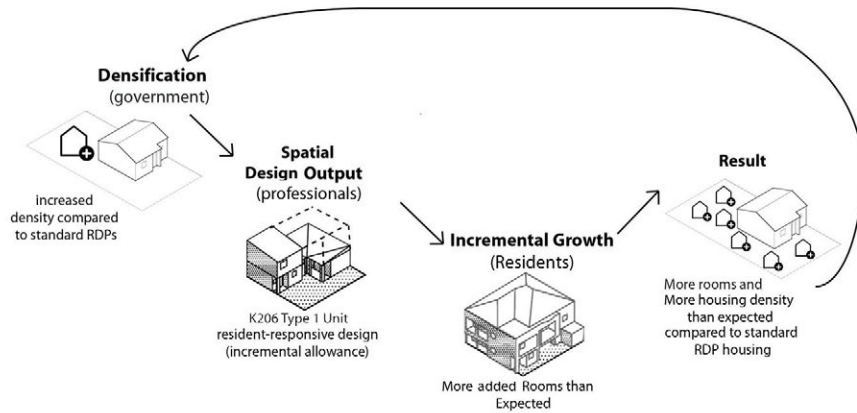 Densification
(government)
increased
density compared
to standard RDPs
Spatial
Design Output
(professionals)
K206 Type 1 Unit
resident-responsive design
(incremental allowance)
Incremental Growth
(Residents)
More added Rooms than
Expected
Result
More rooms and
More housing density
than expected
compared to standard
RDP housing